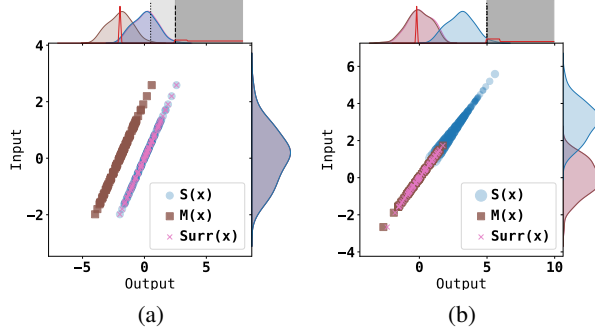 4
2
0
−2
Input
S(x)
M(x)
Surr(x)
−5
0
5
Output
(a)
6
4
2
0
−2
−4
Input
S(x)
M(x)
Surr(x)
0
5
10
Output
(b)